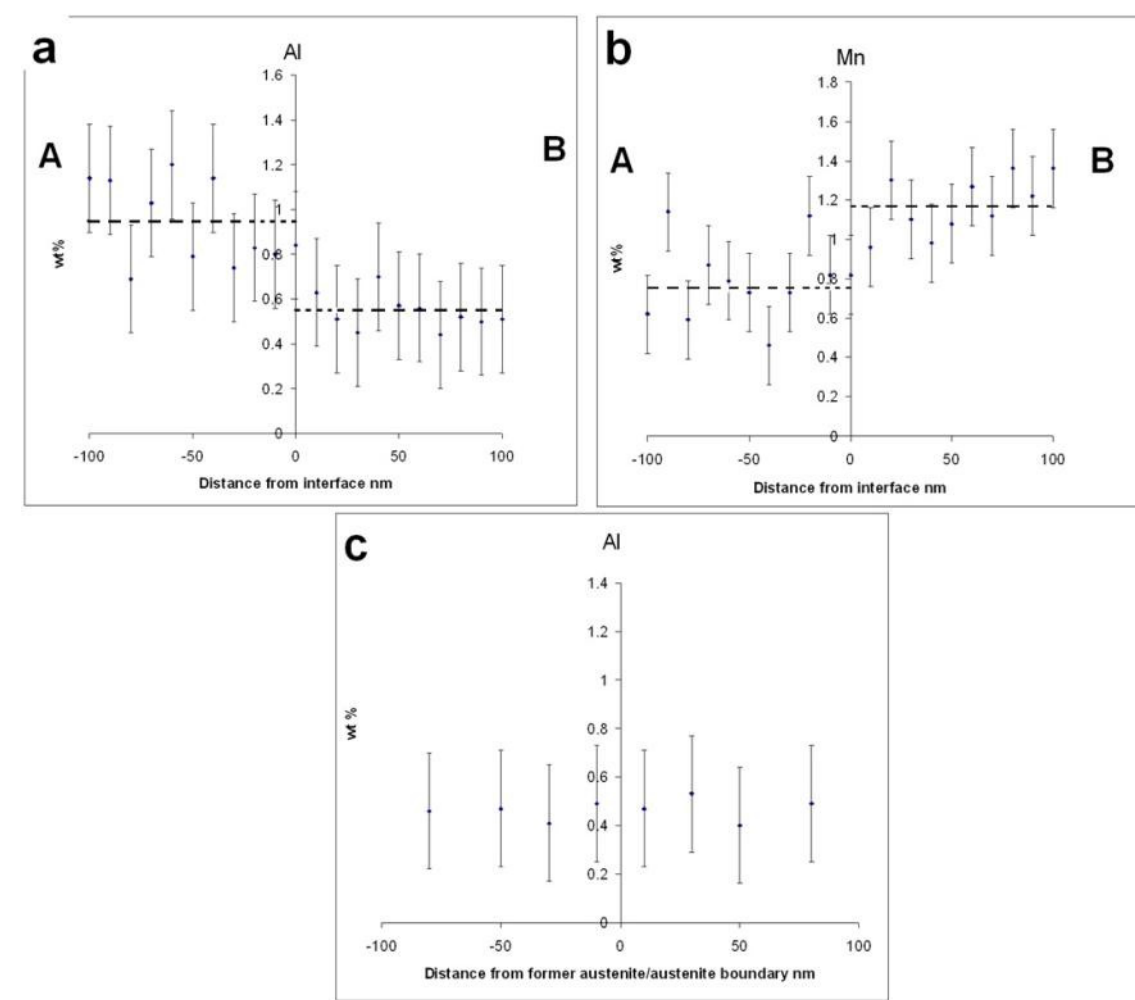 a
Al
A
B
wt%
1.6
1.4
1.2
1
0.8
0.6
0.4
0.2
0
-100
-50
0
50
100
Distance from interface nm
b
Mn
A
B
wt%
1.8
1.6
1.4
1.2
1
0.8
0.6
0.4
0.2
0
-100
-50
0
50
100
Distance from interface nm
c
Al
wt %
1.4
1.2
1
0.8
0.6
0.4
0.2
0
-100
-50
0
50
100
Distance from former austenite/austenite boundary nm